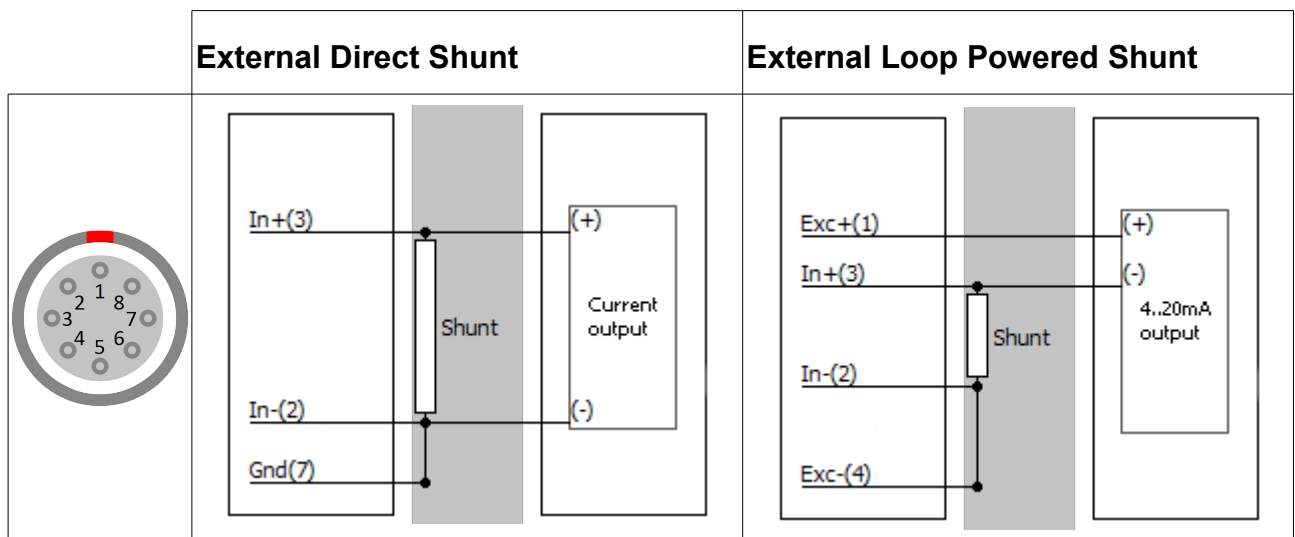 External Direct Shunt
External Loop Powered Shunt
1
2
8
3
7
4
6
5
In+(3)
(+)
Shunt
Current
output
In-(2)
(-)
Gnd(7)
Exc+(1)
(+)
In+(3)
(-)
4..20mA
output
Shunt
In-(2)
Exc-(4)